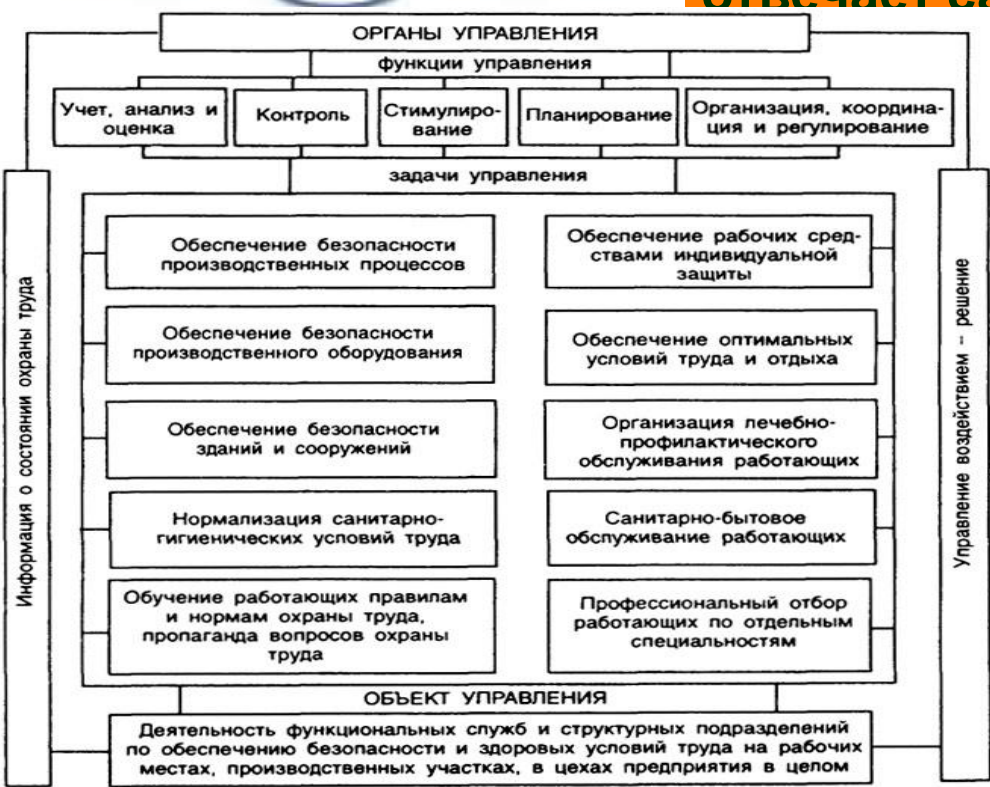 ОРГАНЫ УПРАВЛЕНИЯ
функции управления
Учет, анализ и
оценка
Контроль
Стимулиро-
вание
Планирование
Организация, координа-
ция и регулирование
задачи управления
Информация о состоянии охраны труда
Обеспечение безопасности
производственных процессов
Обеспечение безопасности
производственного оборудования
Обеспечение безопасности
зданий и сооружений
Нормализация санитарно-
гигиенических условий труда
Обучение работающих правилам
и нормам охраны труда,
пропаганда вопросов охраны
труда
Обеспечение рабочих сред-
ствами индивидуальной
защиты
Обеспечение оптимальных
условий труда и отдыха
Организация лечебно-
профилактического
обслуживания работающих
Санитарно-бытовое
обслуживание работающих
Профессиональный отбор
работающих по отдельным
специальностям
Управление воздействием – решение
ОБЪЕКТ УПРАВЛЕНИЯ
Деятельность функциональных служб и структурных подразделений
по обеспечению безопасности и здоровых условий труда на рабочих
местах, производственных участках, в цехах предприятия в целом